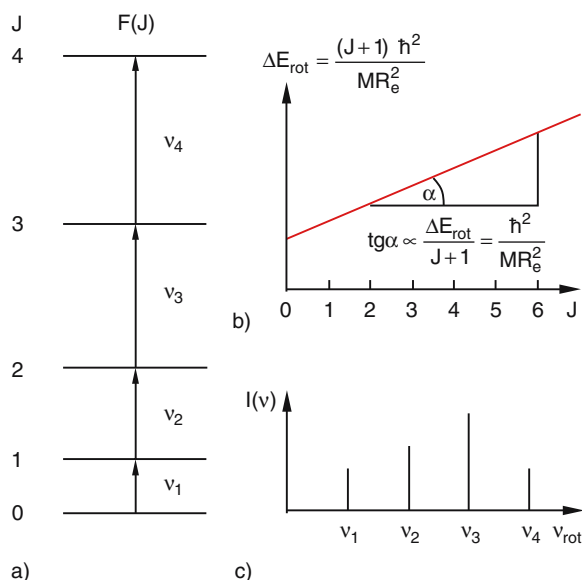 J F(J)
4
ν₄
3
ν₃
2
ν₂
1
ν₁
0
a)
ΔE_rot = (J+1) ħ² / MR_e²
α
tgα ∝ ΔE_rot / J+1 = ħ² / MR_e²
0 1 2 3 4 5 6 J
b)
I(ν)
ν₁ ν₂ ν₃ ν₄ ν_rot
c)